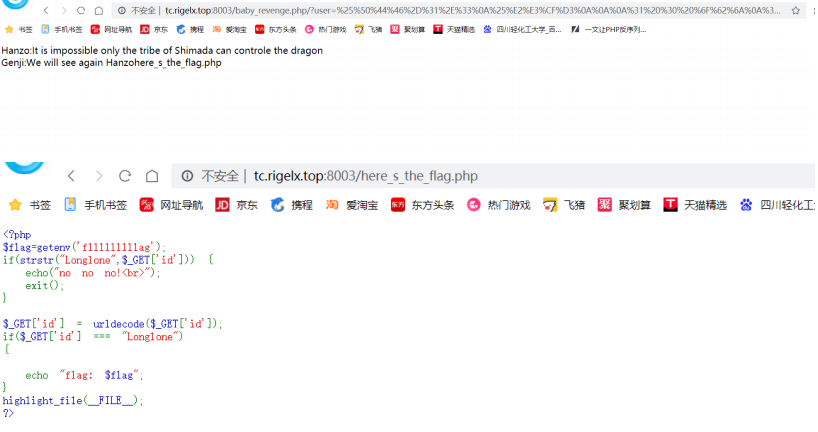 不安全 | tc.rigelx.top:8003/baby_revenge.php/?user=%25%50%44%46%2D%31%2E%33%0A%25%E2%E3%CF%D3%0A%0A%0A%31%20%30%20%6F%62%6A%0A%3...
书签 手机书签 网址导航 京东 携程 爱淘宝 东方头条 热门游戏 飞猪 聚划算 天猫精选 四川轻化工大学_百... 一文让PHP反序列...
Hanzo:It is impossible only the tribe of Shimada can controle the dragon
Genji:We will see again Hanzohere_s_the_flag.php
不安全 | tc.rigelx.top:8003/here_s_the_flag.php
书签 手机书签 网址导航 京东 携程 爱淘宝 东方头条 热门游戏 飞猪 聚划算 天猫精选 四川轻化工大
<?php
$flag=getenv('flllllllllag');
if(strstr("Longlone",$_GET['id'])) {
echo("no no no!<br>");
exit();
}
$_GET['id'] = urldecode($_GET['id']);
if($_GET['id'] === "Longlone")
{
echo "flag: $flag";
}
highlight_file(__FILE__);
?>